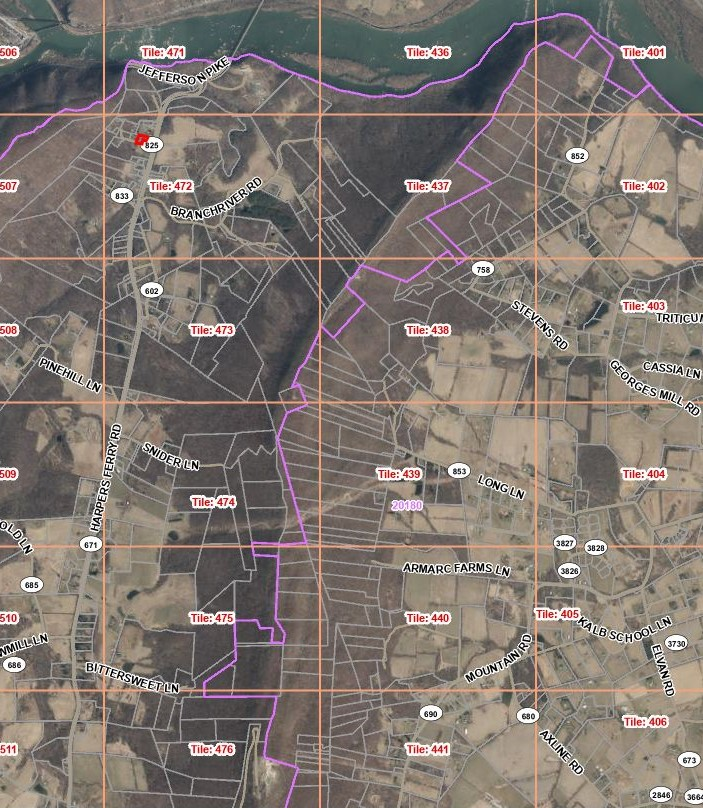 506
Tile: 471
Tile: 436
Tile: 401
JEFFERSON PIKE
825
852
507
Tile: 472
Tile: 437
Tile: 402
833
BRANCHRIVER RD
758
602
Tile: 403
STEVENS RD
TRITICUM
508
Tile: 473
Tile: 438
PINEHILL LN
CASSIA LN
GEORGES MILL RD
HARPERS FERRY RD
SNIDER LN
509
Tile: 439
853
Tile: 404
LONG LN
Tile: 474
20180
OLD LN
671
3827
3828
ARMARC FARMS LN
3826
685
510
Tile: 475
Tile: 440
Tile: 405
KALB SCHOOL LN
NMILL LN
686
MOUNTAIN RD
3730
ELVAN RD
BITTERSWEET LN
690
680
Tile: 406
511
Tile: 476
Tile: 441
AXLINE RD
673
2846
3664